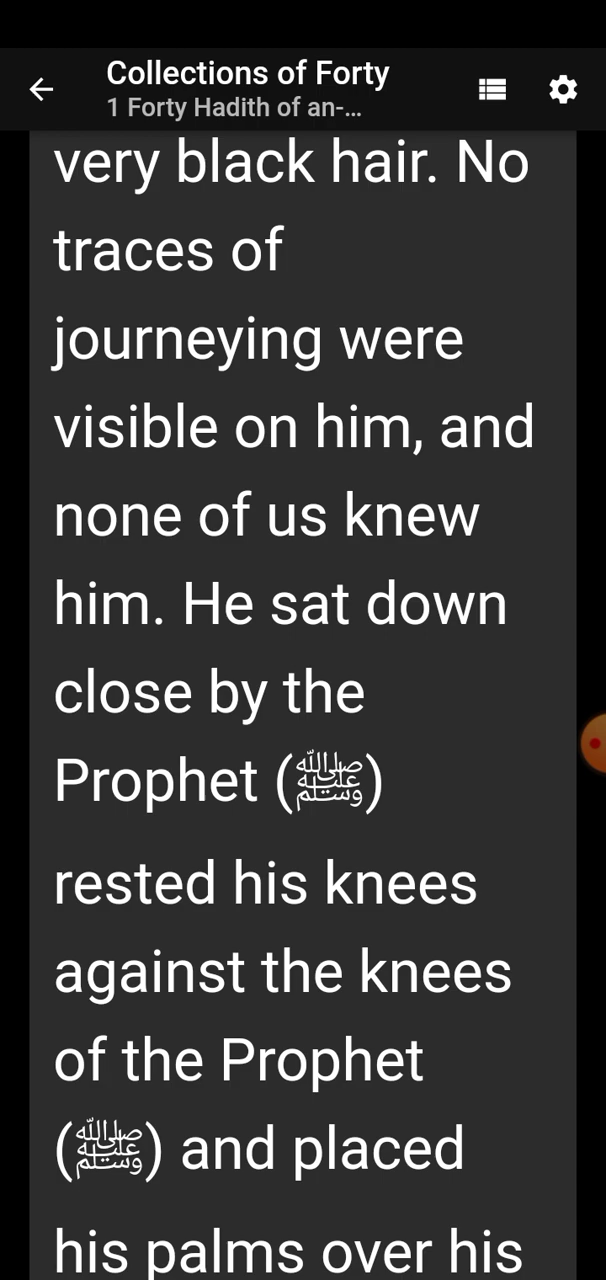 Collections of Forty
1 Forty Hadith of an-...
very black hair. No
traces of
journeying were
visible on him, and
none of us knew
him. He sat down
close by the
Prophet (ﷺ)
rested his knees
against the knees
of the Prophet
(ﷺ) and placed
his palms over his